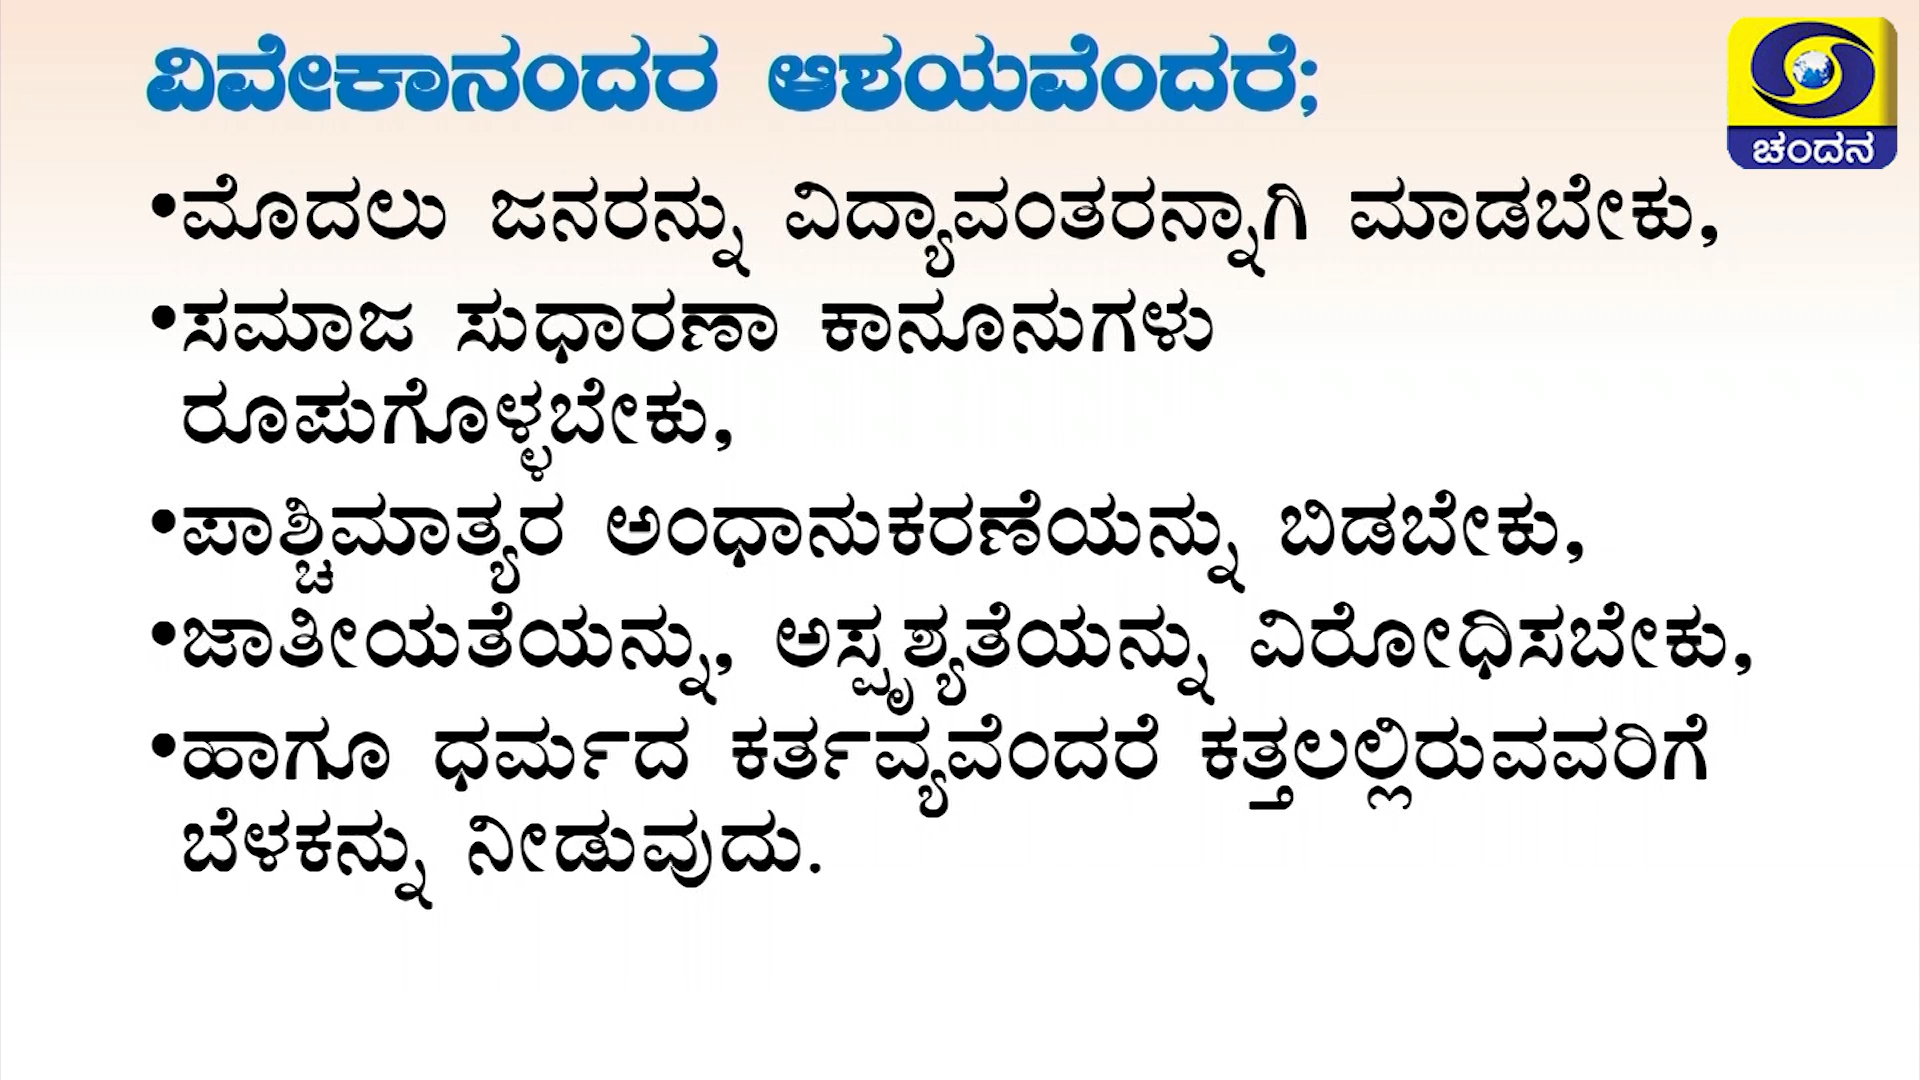 ವಿವೇಕಾನಂದರ ಆಶಯವೆಂದರೆ;
ಚಂದನ
•ಮೊದಲು ಜನರನ್ನು ವಿದ್ಯಾವಂತರನ್ನಾಗಿ ಮಾಡಬೇಕು,
•ಸಮಾಜ ಸುಧಾರಣಾ ಕಾನೂನುಗಳು
ರೂಪುಗೊಳ್ಳಬೇಕು,
•ಪಾಶ್ಚಿಮಾತ್ಯರ ಅಂಧಾನುಕರಣೆಯನ್ನು ಬಿಡಬೇಕು,
•ಜಾತೀಯತೆಯನ್ನು, ಅಸ್ಪೃಶ್ಯತೆಯನ್ನು ವಿರೋಧಿಸಬೇಕು,
•ಹಾಗೂ ಧರ್ಮದ ಕರ್ತವ್ಯವೆಂದರೆ ಕತ್ತಲಲ್ಲಿರುವವರಿಗೆ
ಬೆಳಕನ್ನು ನೀಡುವುದು.